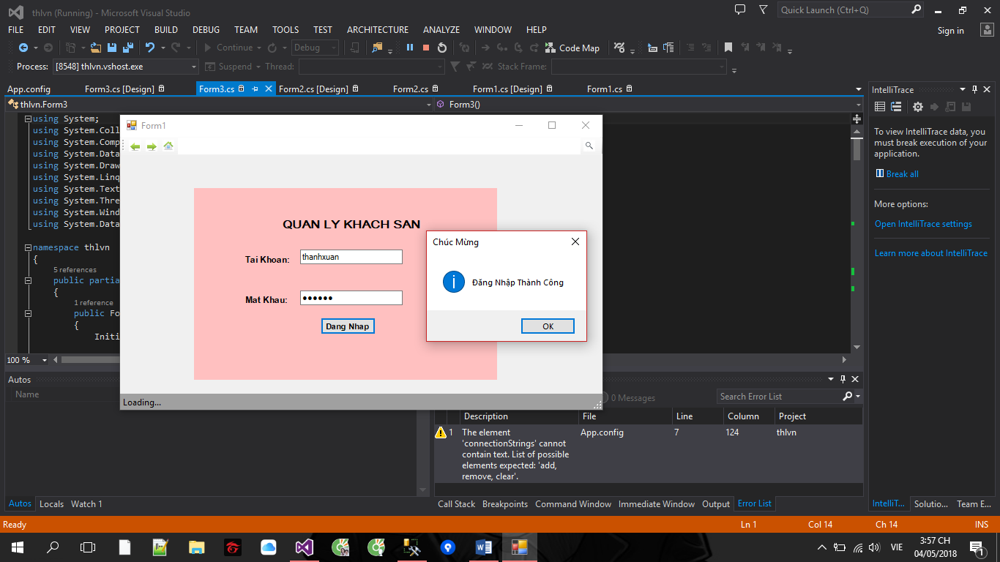 thlvn (Running) - Microsoft Visual Studio
Quick Launch (Ctrl+Q)
FILE EDIT VIEW PROJECT BUILD DEBUG TEAM TOOLS TEST ARCHITECTURE ANALYZE WINDOW HELP
Sign in
Continue Debug Code Map
Process: [8548] thlvn.vshost.exe Suspend Thread: Stack Frame:
App.config Form3.cs [Design] Form3.cs Form2.cs [Design] Form2.cs Form1.cs [Design] Form1.cs
thlvn.Form3 Form3()
using System;
using System.Coll
using System.Comp
using System.Data
using System.Draw
using System.Linq
using System.Text
using System.Thre
using System.Wind
using System.Data
namespace thlvn
{
5 references
public partia
{
1 reference
public Fo
{
Initi
100 %
Form1
QUAN LY KHACH SAN
Tai Khoan: thanhxuan
Mat Khau: ●●●●●●
Dang Nhap
Loading...
Chúc Mừng
i
Đăng Nhập Thành Công
OK
IntelliTrace
To view IntelliTrace data, you
must break execution of your
application.
Break all
More options:
Open IntelliTrace settings
Learn more about IntelliTrace
Autos
Name
0 Messages
Search Error List
Description File Line Column Project
1 The element App.config 7 124 thlvn
'connectionStrings' cannot
contain text. List of possible
elements expected: 'add,
remove, clear'.
Autos Locals Watch 1
Call Stack Breakpoints Command Window Immediate Window Output Error List
IntelliT... Solutio... Team E...
Ready Ln 1 Col 14 Ch 14 INS
VIE
3:57 CH
04/05/2018
1